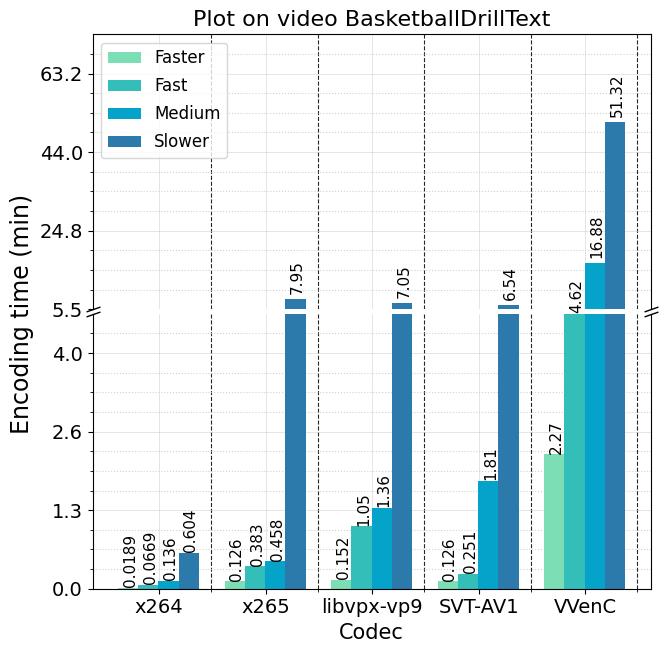 Plot on video BasketballDrillText
Faster
Fast
Medium
Slower
63.2
44.0
24.8
5.5
4.0
2.6
1.3
0.0
Encoding time (min)
0.0189
0.0669
0.136
0.604
0.126
0.383
0.458
7.95
0.152
1.05
1.36
7.05
0.126
0.251
1.81
6.54
2.27
4.62
16.88
51.32
x264
x265
libvpx-vp9
SVT-AV1
VVenC
Codec